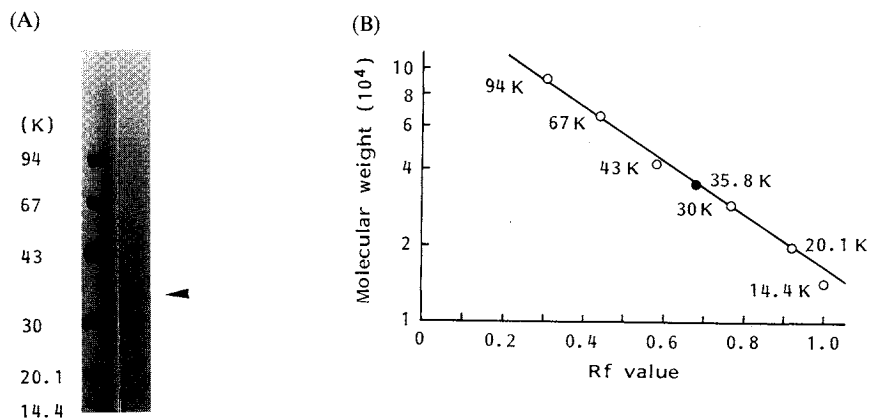 (A)
(K)
94
67
43
30
20.1
14.4
(B)
Molecular weight (10⁴)
10
8
6
4
2
1
94 K
67 K
43 K
35.8 K
30 K
20.1 K
14.4 K
0 0.2 0.4 0.6 0.8 1.0
Rf value